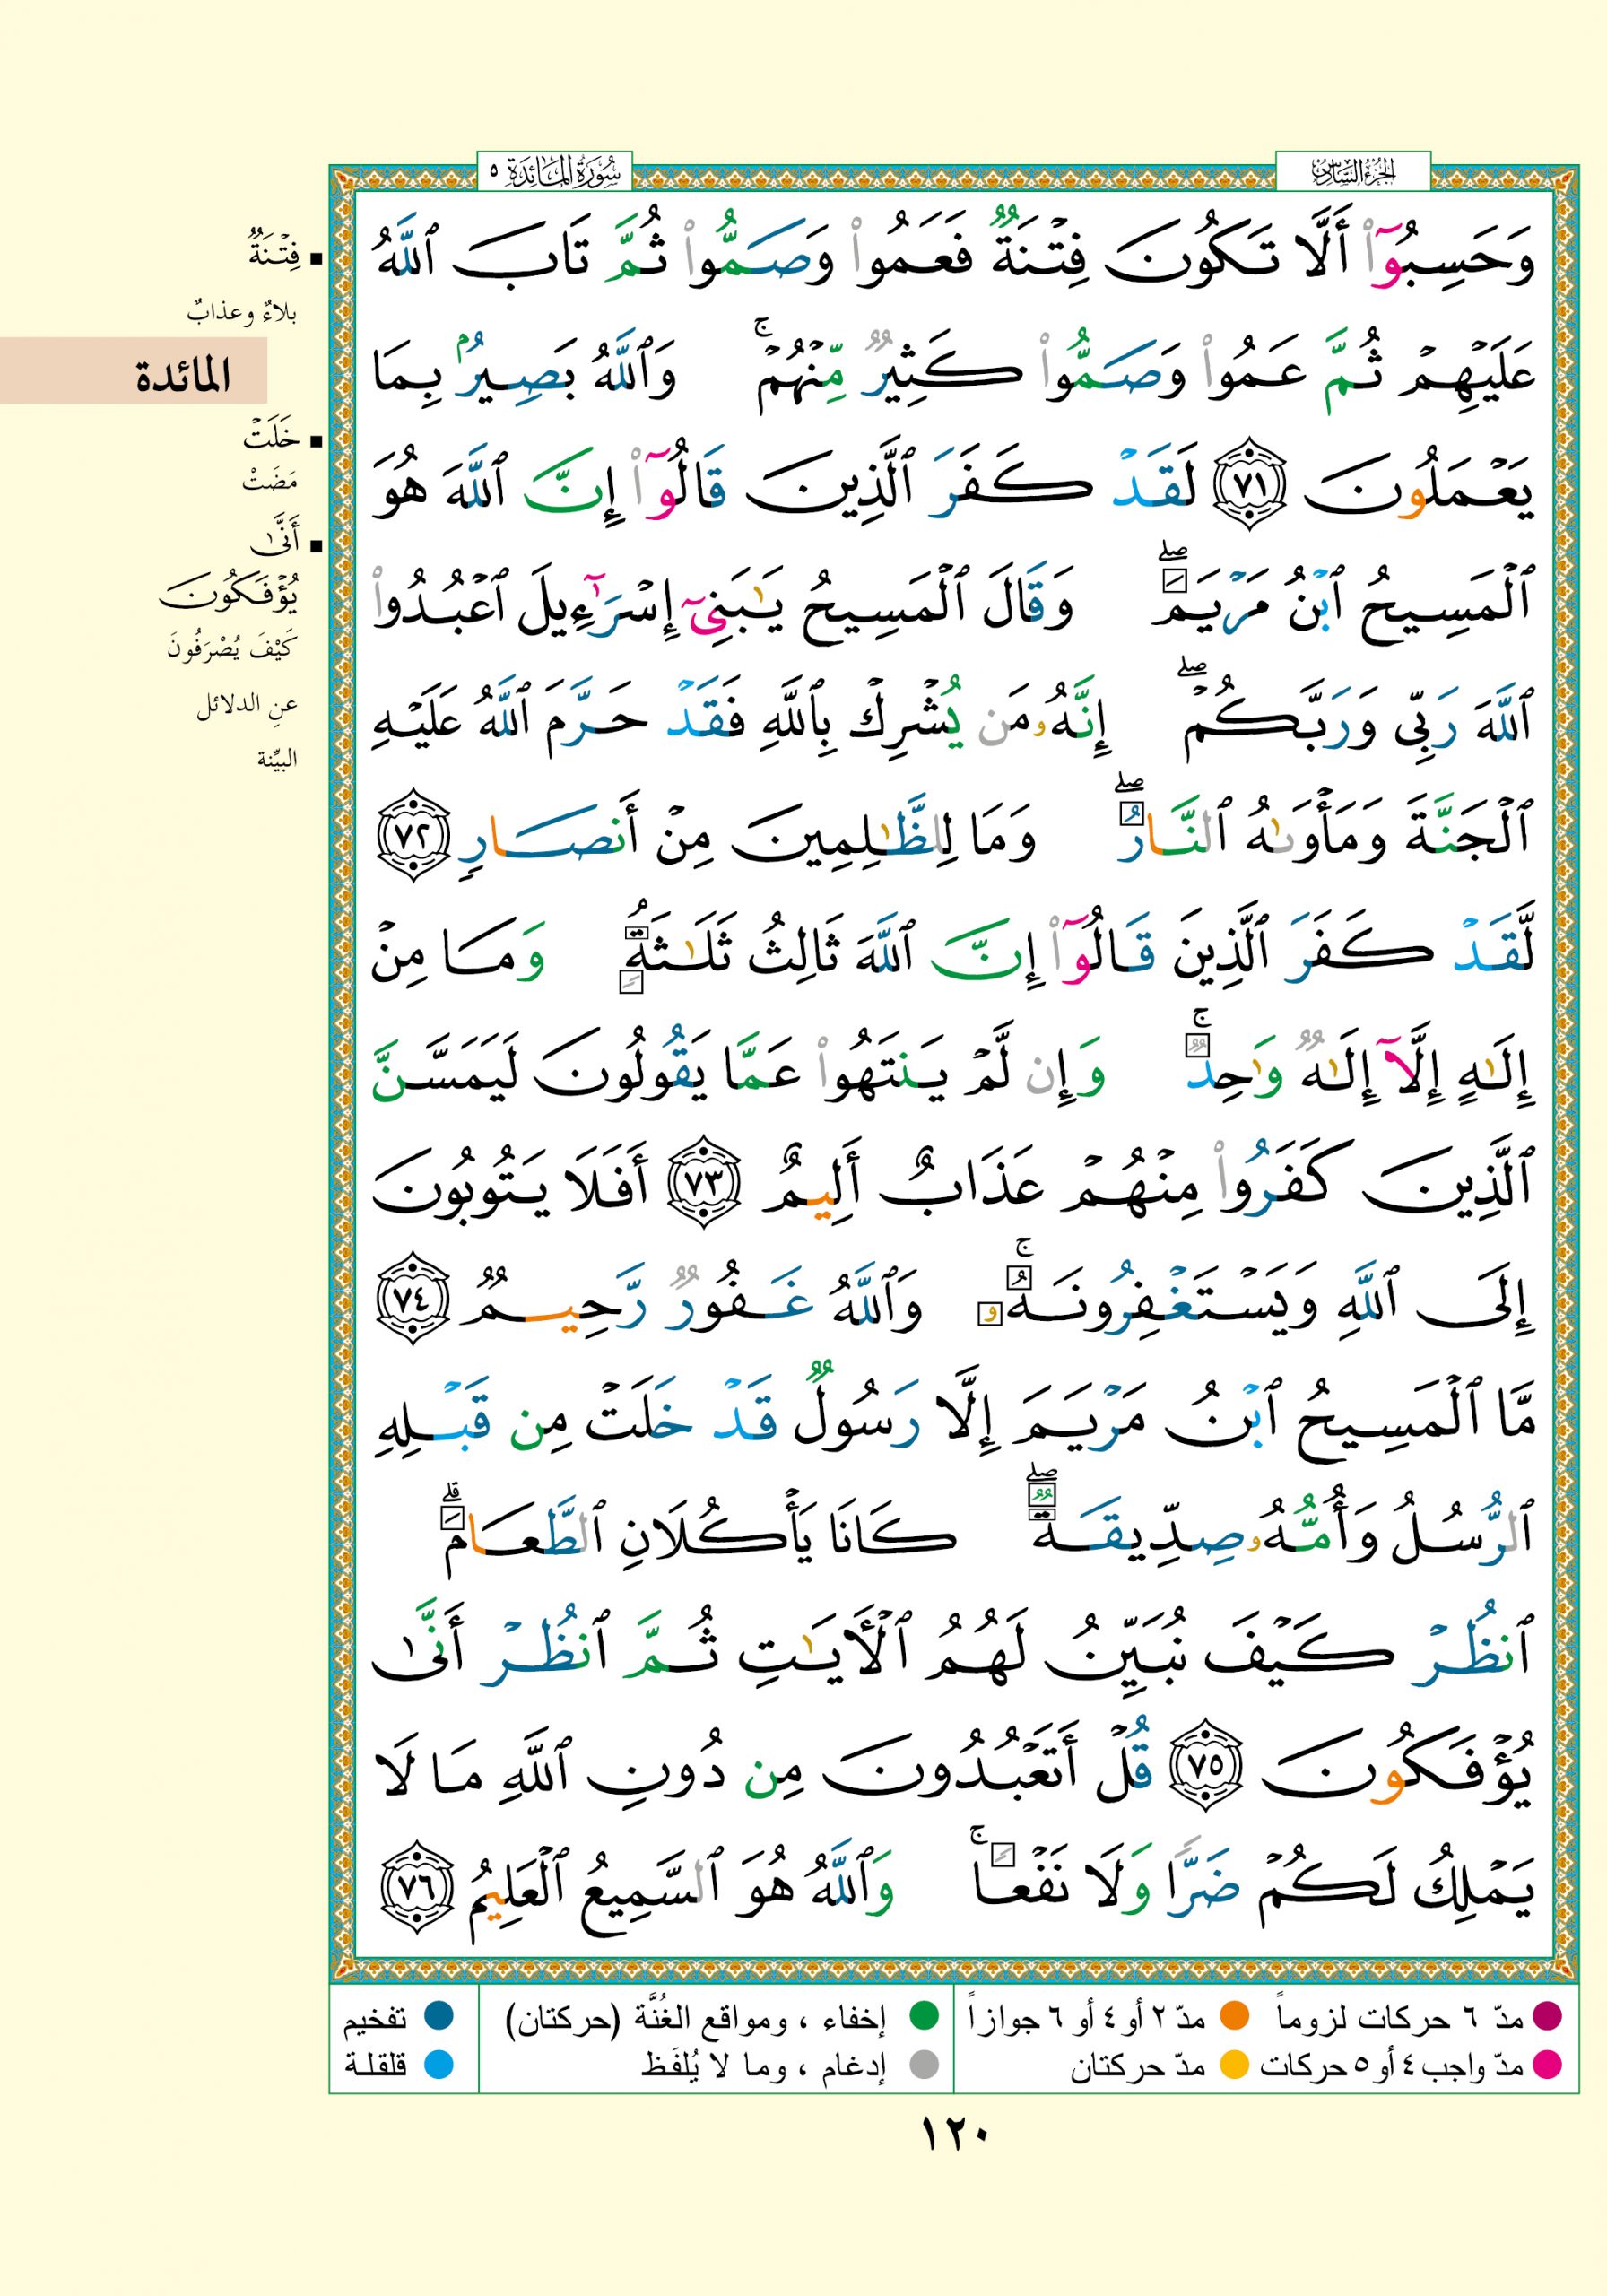 الجزء السادس
سورة المائدة ٥
وَحَسِبُوٓا۟ أَلَّا تَكُونَ فِتْنَةٌ فَعَمُوا۟ وَصَمُّوا۟ ثُمَّ تَابَ ٱللَّهُ
عَلَيْهِمْ ثُمَّ عَمُوا۟ وَصَمُّوا۟ كَثِيرٌ مِّنْهُمْ ۚ وَٱللَّهُ بَصِيرٌۢ بِمَا
يَعْمَلُونَ ٧١ لَقَدْ كَفَرَ ٱلَّذِينَ قَالُوٓا۟ إِنَّ ٱللَّهَ هُوَ
ٱلْمَسِيحُ ٱبْنُ مَرْيَمَ ۖ وَقَالَ ٱلْمَسِيحُ يَٰبَنِىٓ إِسْرَٰٓءِيلَ ٱعْبُدُوا۟
ٱللَّهَ رَبِّى وَرَبَّكُمْ ۖ إِنَّهُۥ مَن يُشْرِكْ بِٱللَّهِ فَقَدْ حَرَّمَ ٱللَّهُ عَلَيْهِ
ٱلْجَنَّةَ وَمَأْوَىٰهُ ٱلنَّارُ ۖ وَمَا لِلظَّٰلِمِينَ مِنْ أَنصَارٍ ٧٢
لَّقَدْ كَفَرَ ٱلَّذِينَ قَالُوٓا۟ إِنَّ ٱللَّهَ ثَالِثُ ثَلَٰثَةٍ ۘ وَمَا مِنْ
إِلَٰهٍ إِلَّآ إِلَٰهٌ وَٰحِدٌ ۚ وَإِن لَّمْ يَنتَهُوا۟ عَمَّا يَقُولُونَ لَيَمَسَّنَّ
ٱلَّذِينَ كَفَرُوا۟ مِنْهُمْ عَذَابٌ أَلِيمٌ ٧٣ أَفَلَا يَتُوبُونَ
إِلَى ٱللَّهِ وَيَسْتَغْفِرُونَهُۥ ۚ وَٱللَّهُ غَفُورٌ رَّحِيمٌ ٧٤
مَّا ٱلْمَسِيحُ ٱبْنُ مَرْيَمَ إِلَّا رَسُولٌ قَدْ خَلَتْ مِن قَبْلِهِ
ٱلرُّسُلُ وَأُمُّهُۥ صِدِّيقَةٌ ۖ كَانَا يَأْكُلَانِ ٱلطَّعَامَ ۗ
ٱنظُرْ كَيْفَ نُبَيِّنُ لَهُمُ ٱلْءَايَٰتِ ثُمَّ ٱنظُرْ أَنَّىٰ
يُؤْفَكُونَ ٧٥ قُلْ أَتَعْبُدُونَ مِن دُونِ ٱللَّهِ مَا لَا
يَمْلِكُ لَكُمْ ضَرًّا وَلَا نَفْعًا ۚ وَٱللَّهُ هُوَ ٱلسَّمِيعُ ٱلْعَلِيمُ ٧٦
فِتْنَةٌ
بلاءٌ وعذابٌ
المائدة
خَلَتْ
مَضَتْ
أَنَّىٰ
يُؤْفَكُونَ
كَيْفَ يُصْرَفُونَ
عنِ الدلائل
البيِّنة
مدّ ٦ حركات لزوماً مدّ ٢ أو ٤ أو ٦ جوازاً إخفاء ، ومواقع الغُنَّة (حركتان) تفخيم
مدّ واجب ٤ أو ٥ حركات مدّ حركتان إدغام ، وما لا يُلفَظ قلقلة
١٢٠